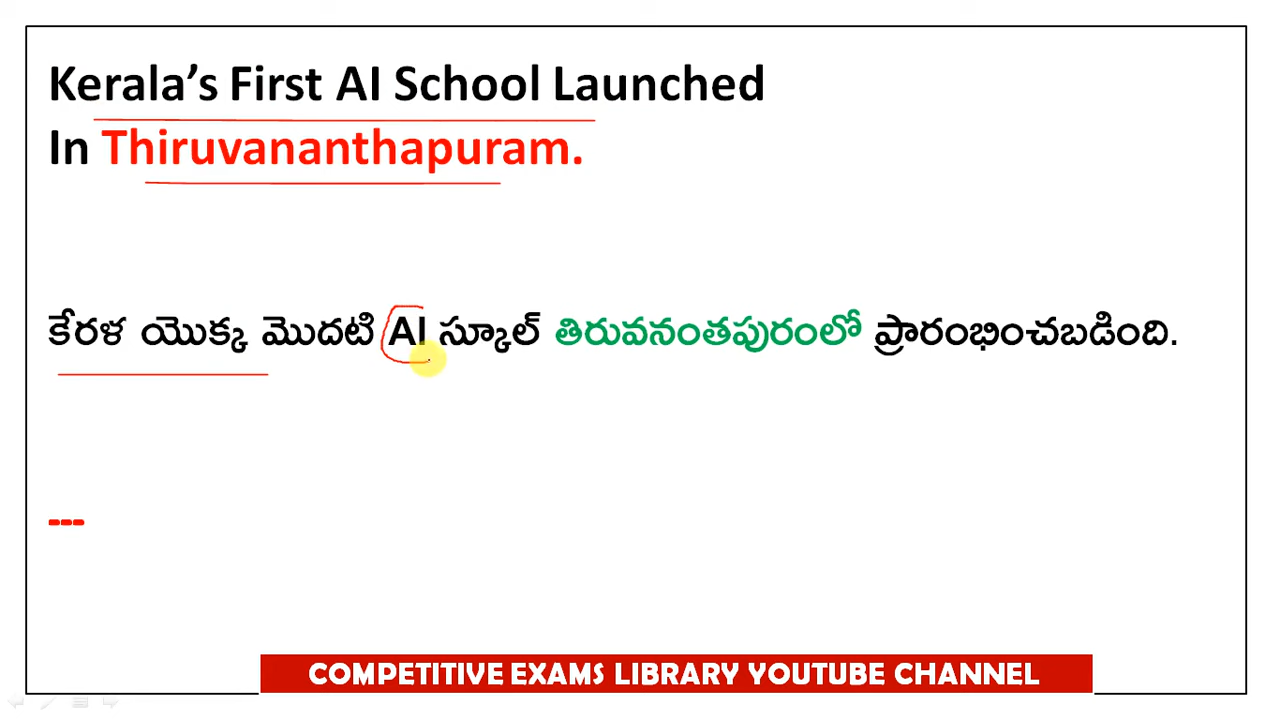 Kerala’s First AI School Launched
In Thiruvananthapuram.
కేరళ యొక్క మొదటి AI స్కూల్ తిరువనంతపురంలో ప్రారంభించబడింది.
---
COMPETITIVE EXAMS LIBRARY YOUTUBE CHANNEL